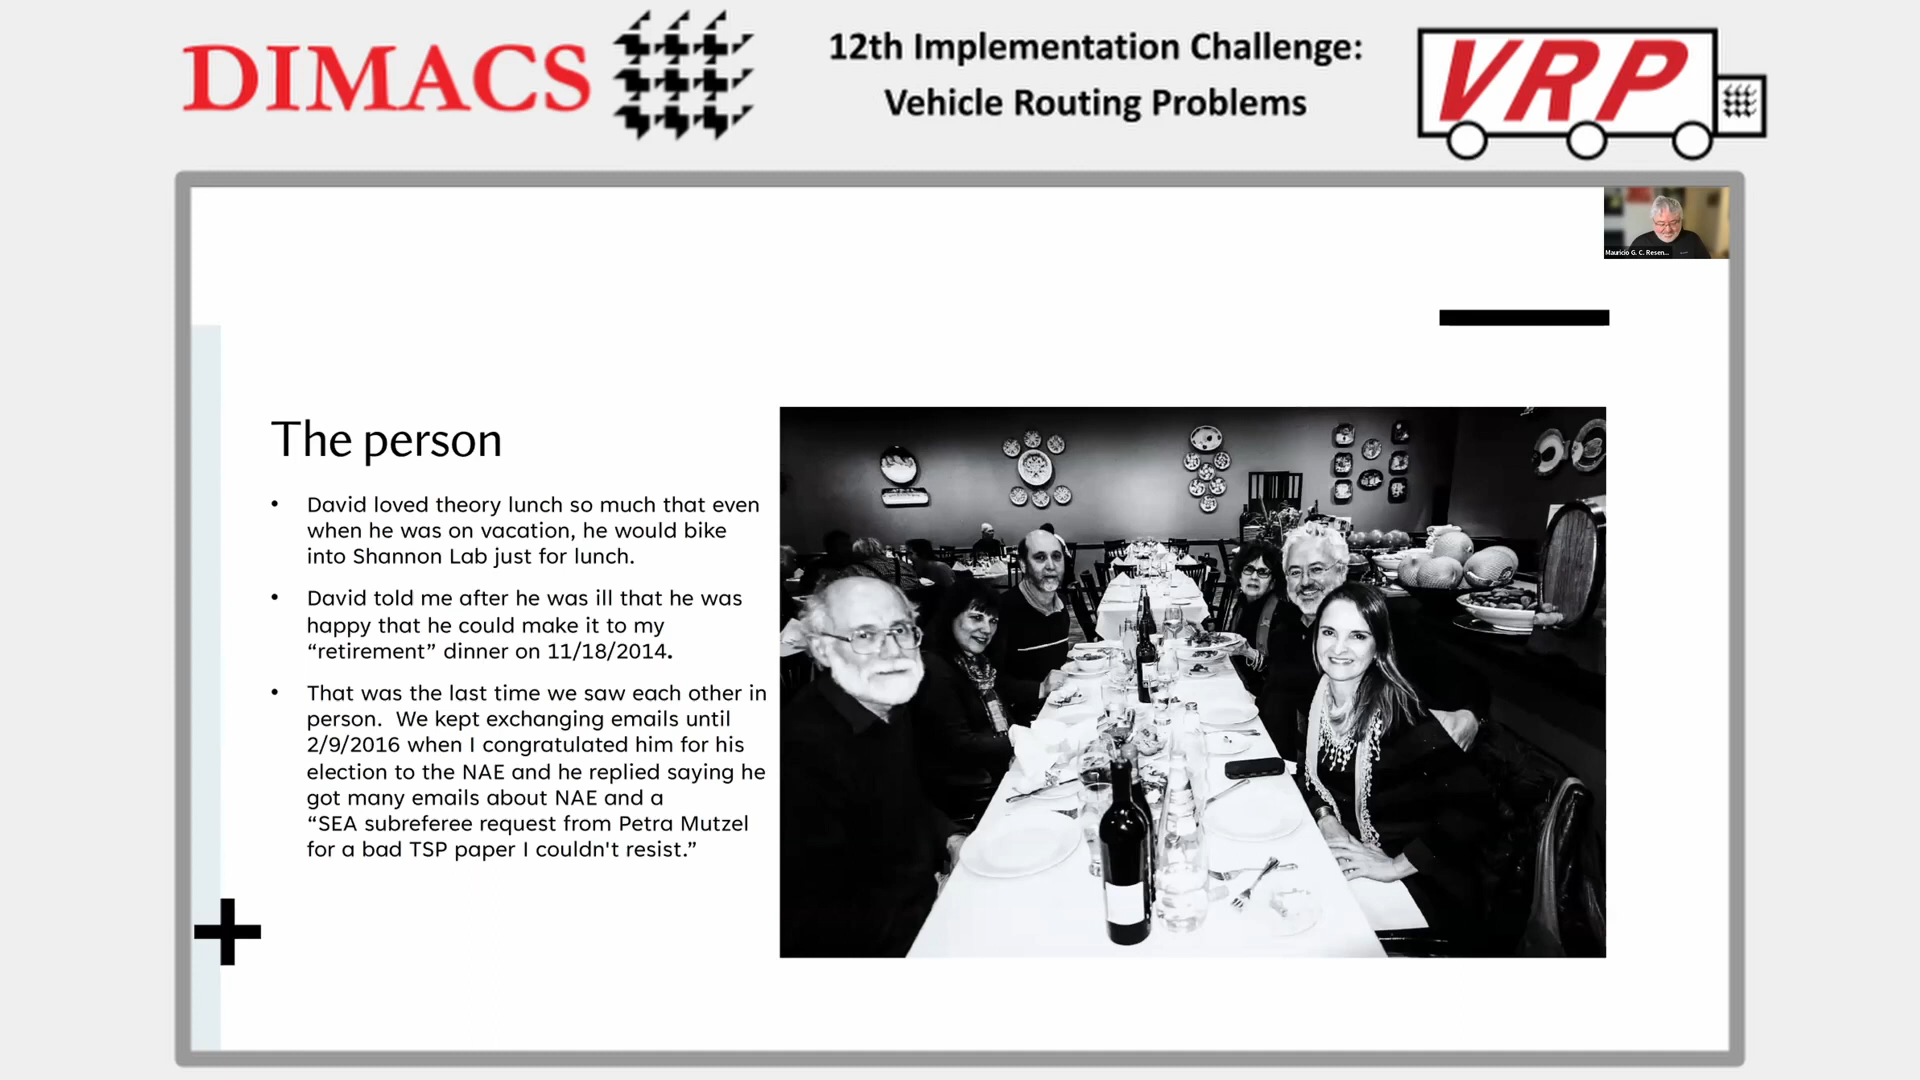 DIMACS
12th Implementation Challenge:
Vehicle Routing Problems
VRP
Mauricio G. C. Resen...
The person
• David loved theory lunch so much that even
when he was on vacation, he would bike
into Shannon Lab just for lunch.
• David told me after he was ill that he was
happy that he could make it to my
“retirement” dinner on 11/18/2014.
• That was the last time we saw each other in
person.  We kept exchanging emails until
2/9/2016 when I congratulated him for his
election to the NAE and he replied saying he
got many emails about NAE and a
“SEA subreferee request from Petra Mutzel
for a bad TSP paper I couldn't resist.”